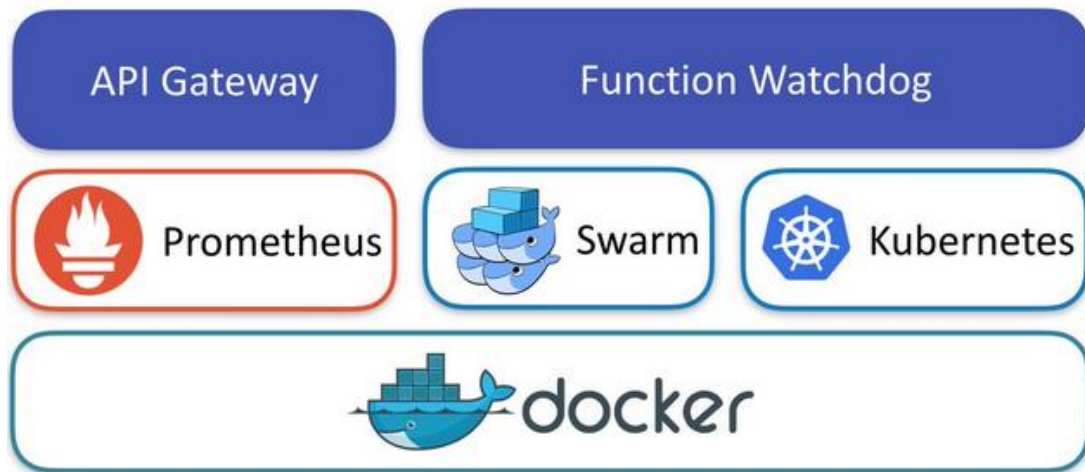 API Gateway
Function Watchdog
Prometheus
Swarm
Kubernetes
docker